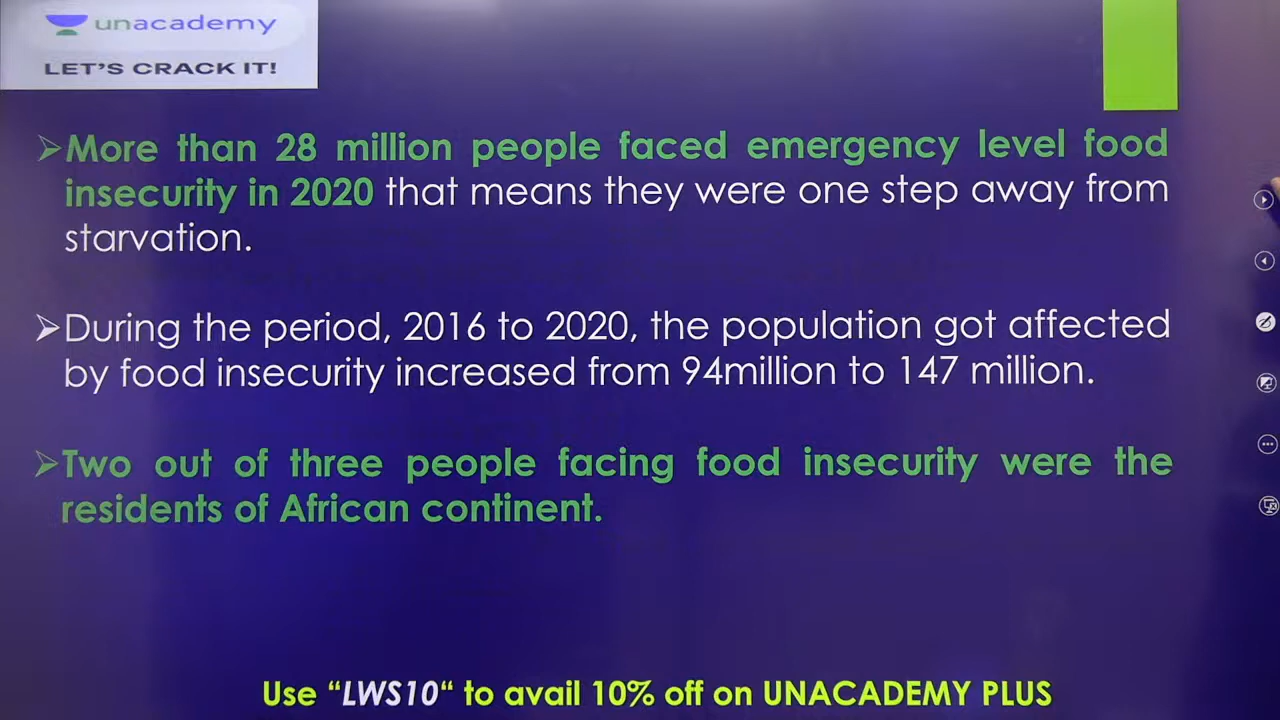 unacademy
LET'S CRACK IT!
➢More than 28 million people faced emergency level food
insecurity in 2020 that means they were one step away from
starvation.
➢During the period, 2016 to 2020, the population got affected
by food insecurity increased from 94million to 147 million.
➢Two out of three people facing food insecurity were the
residents of African continent.
Use “LWS10“ to avail 10% off on UNACADEMY PLUS